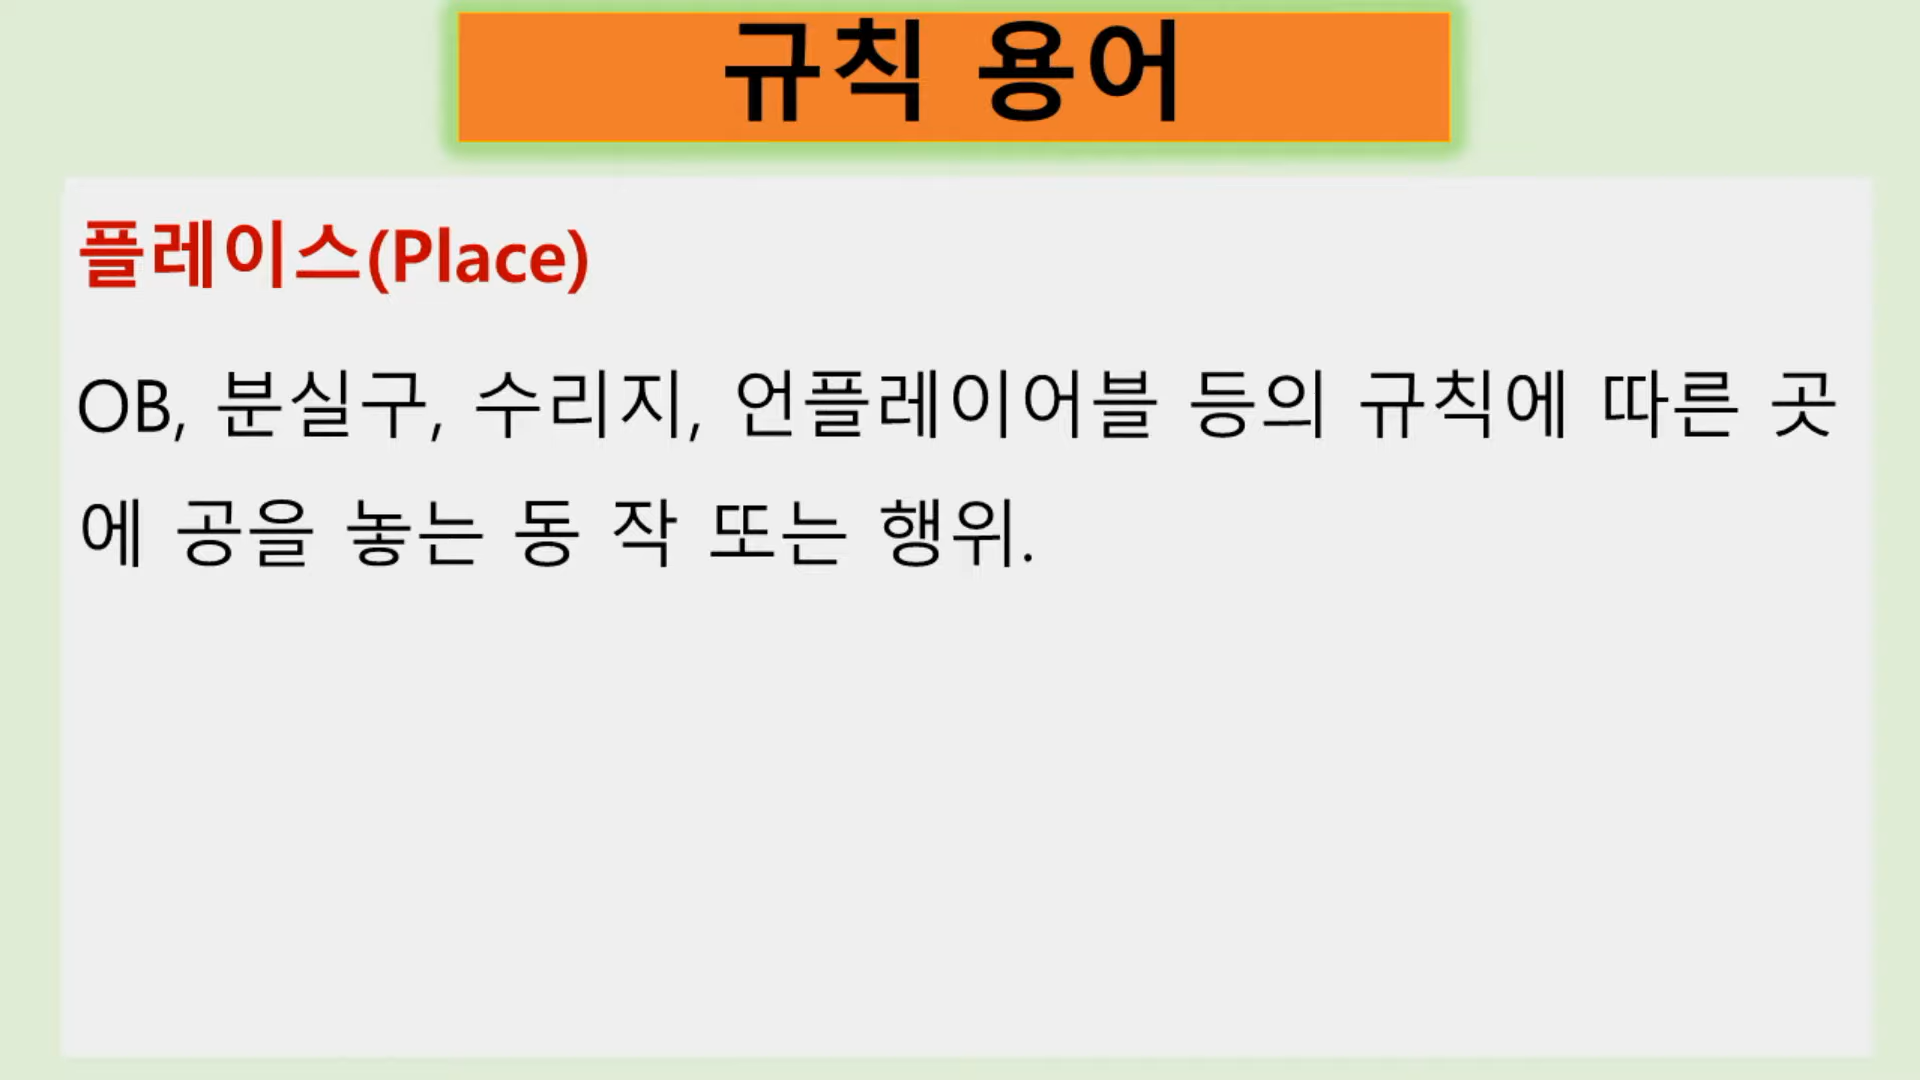 규칙 용어
플레이스(Place)
OB, 분실구, 수리지, 언플레이어블 등의 규칙에 따른 곳
에 공을 놓는 동 작 또는 행위.